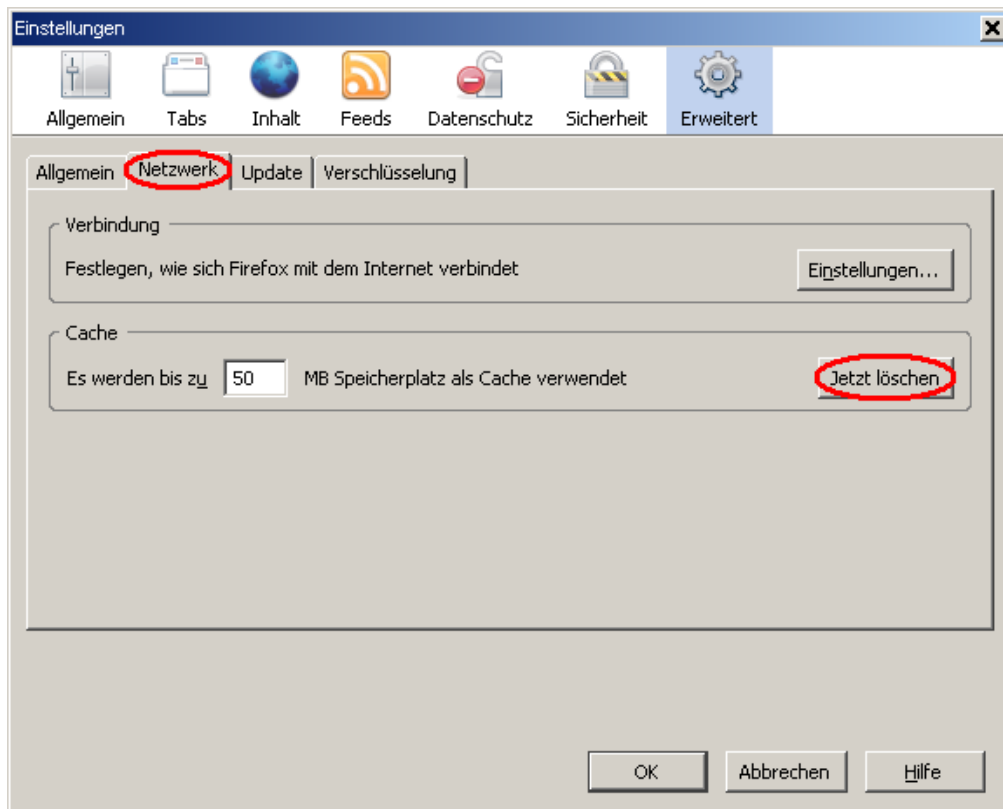 Einstellungen
Allgemein Tabs Inhalt Feeds Datenschutz Sicherheit Erweitert
Allgemein Netzwerk Update Verschlüsselung
Verbindung
Festlegen, wie sich Firefox mit dem Internet verbindet Einstellungen...
Cache
Es werden bis zu 50 MB Speicherplatz als Cache verwendet Jetzt löschen
OK Abbrechen Hilfe